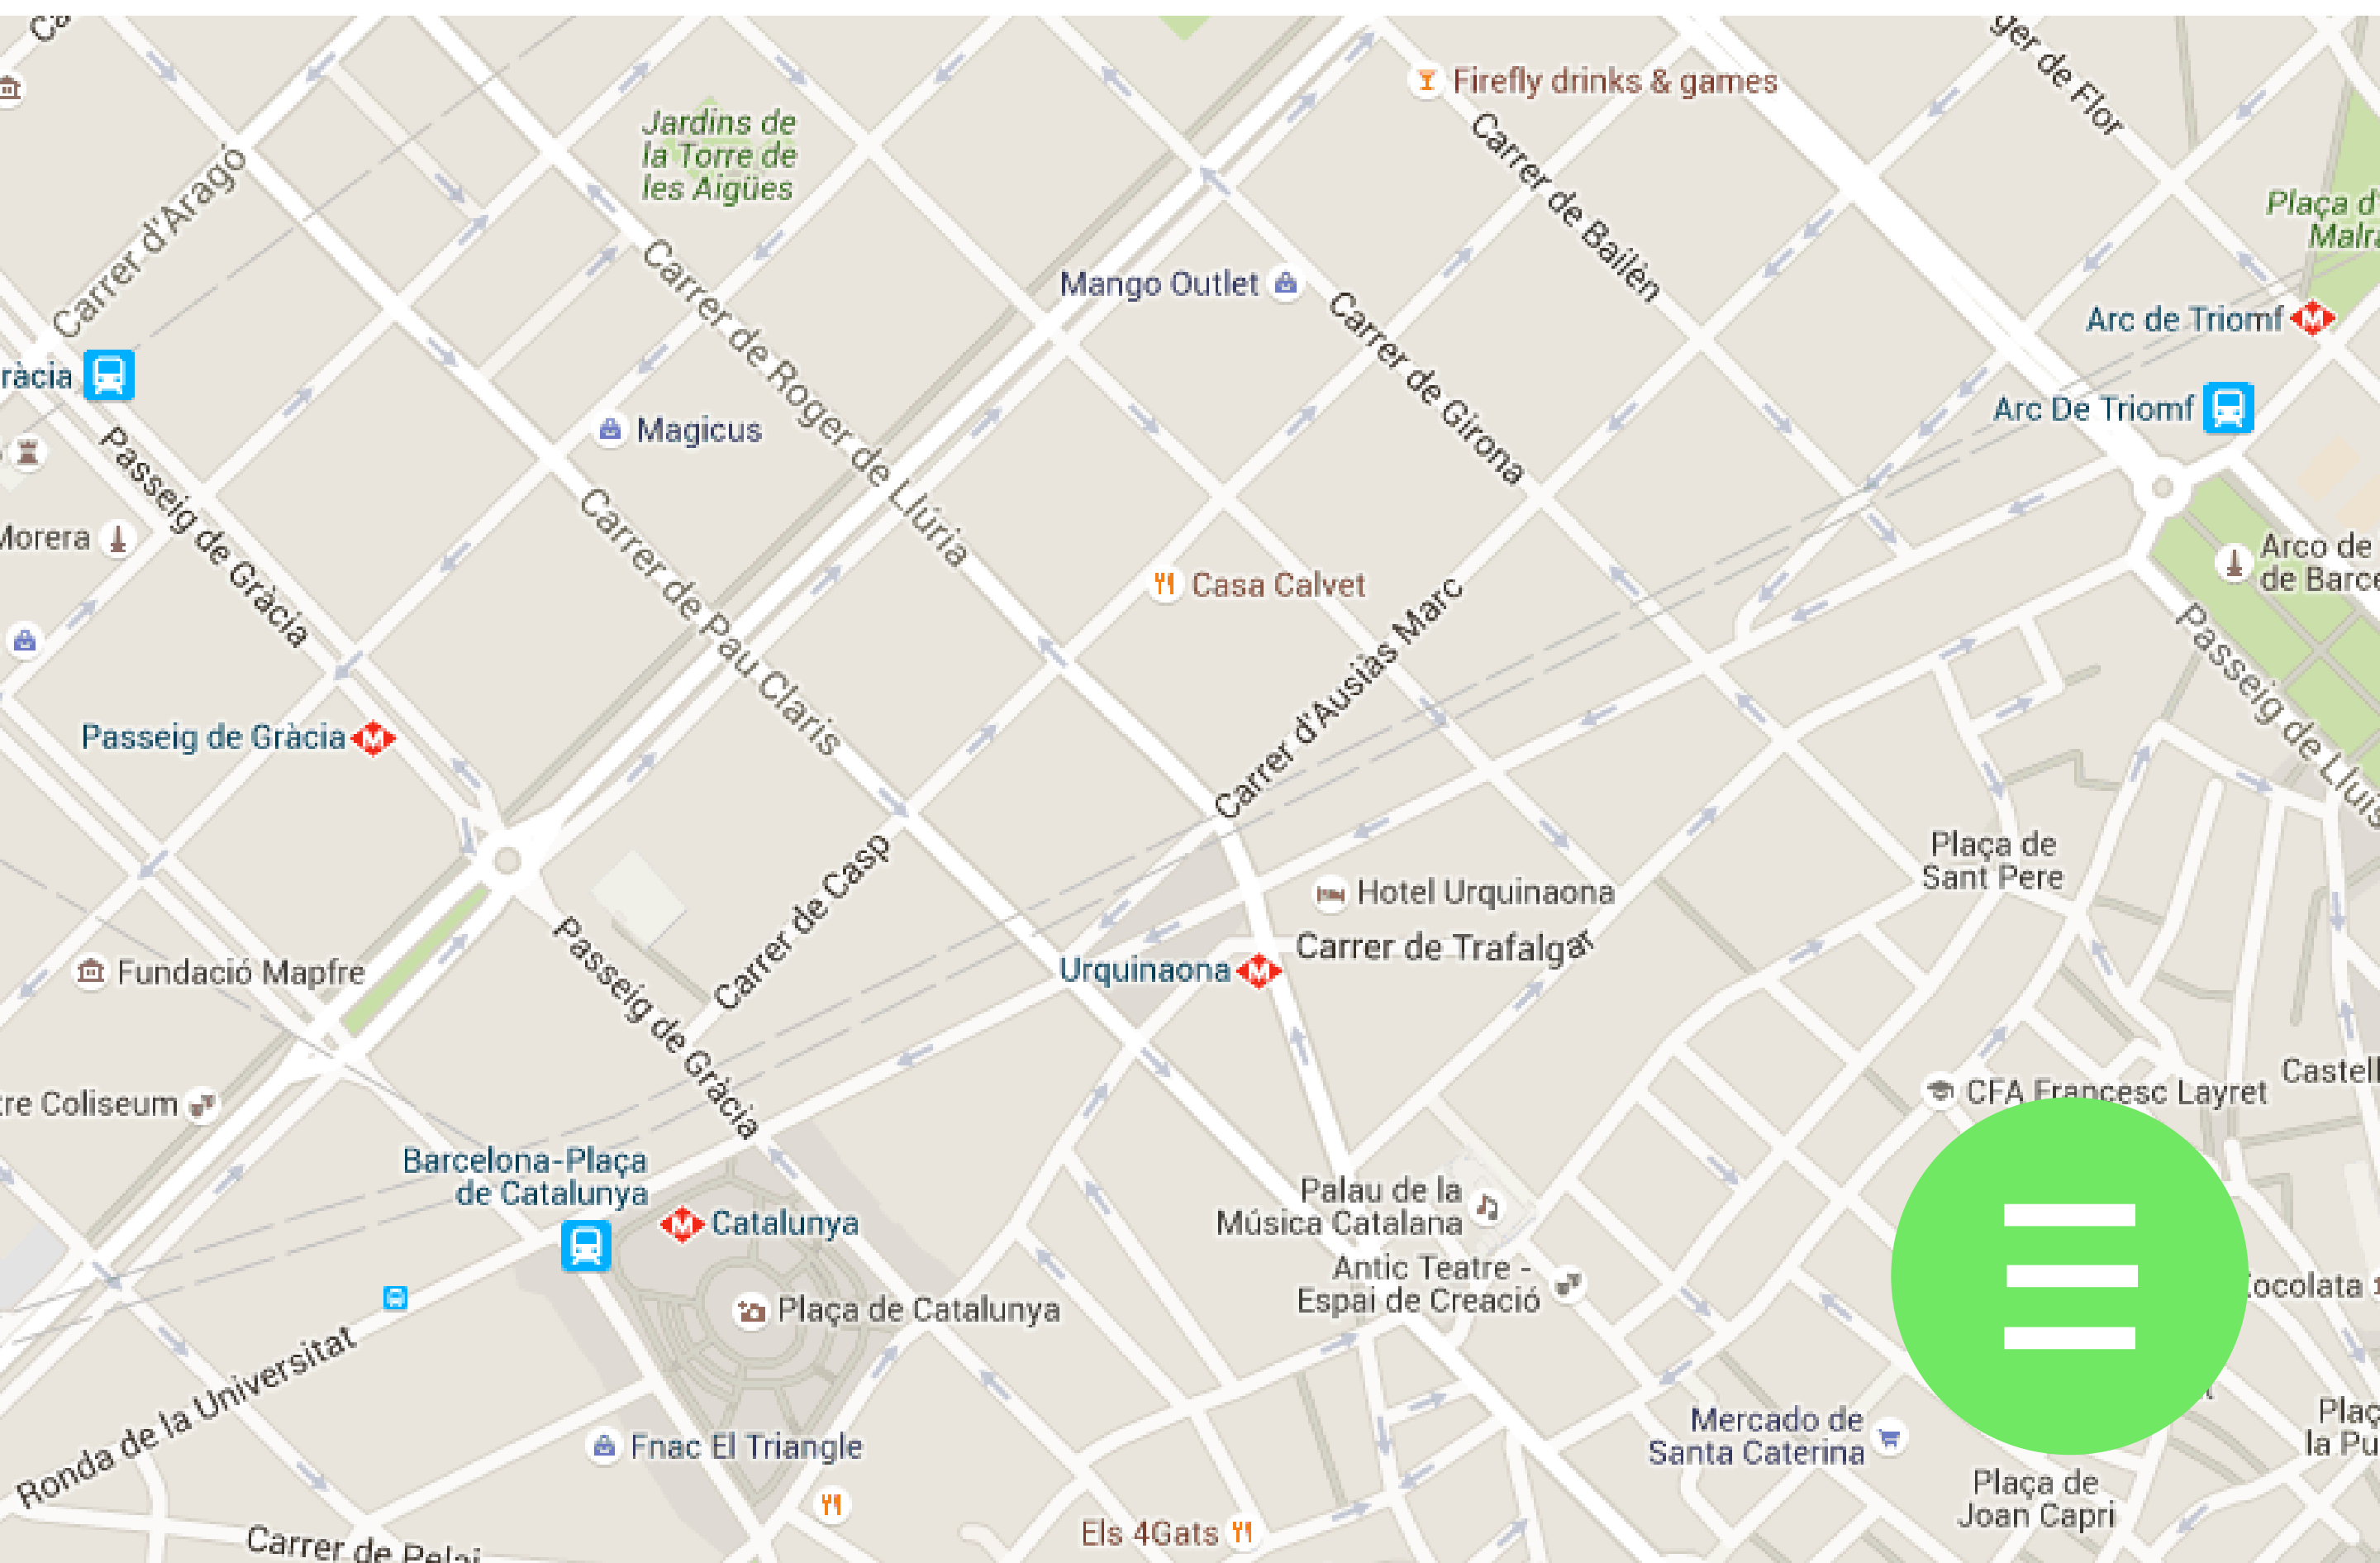 Firefly drinks & games
Jardins de
la Torre de
les Aigües
Carrer d'Aragó
Carrer de Bailèn
Mango Outlet
Carrer de Roger de Llúria
Carrer de Girona
Arc de Triomf
Arc De Triomf
Magicus
Passeig de Gràcia
Carrer de Pau Claris
Casa Calvet
Arco de
Carrer d'Ausiàs Marc
Passeig de Gràcia
Plaça de
Sant Pere
Carrer de Casp
Hotel Urquinaona
Carrer de Trafalgar
Urquinaona
Fundació Mapfre
Passeig de Gràcia
CFA Francesc Layret
Coliseum
Barcelona-Plaça
de Catalunya
Catalunya
Palau de la
Música Catalana
Antic Teatre -
Espai de Creació
Plaça de Catalunya
Ronda de la Universitat
Fnac El Triangle
Mercado de
Santa Caterina
Plaça de
Joan Capri
Els 4Gats
Passeig de Lluís
de Flor
Morera
Carrer de